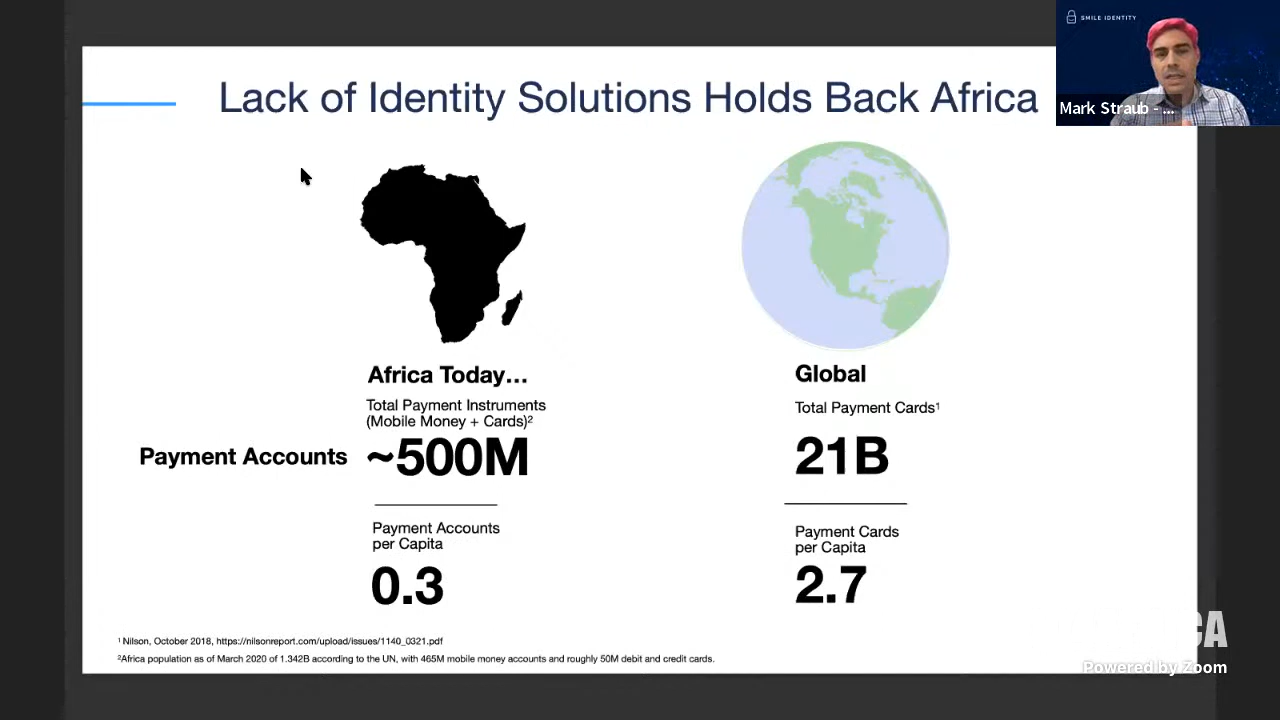 Lack of Identity Solutions Holds Back Africa
SMILE IDENTITY
Mark Straub - ...
Africa Today...
Total Payment Instruments
(Mobile Money + Cards)²
Payment Accounts
~500M
Payment Accounts
per Capita
0.3
Global
Total Payment Cards¹
21B
Payment Cards
per Capita
2.7
¹ Nilson, October 2018, https://nilsonreport.com/upload/issues/1140_0321.pdf
²Africa population as of March 2020 of 1.342B according to the UN, with 465M mobile money accounts and roughly 50M debit and credit cards.
Powered by Zoom